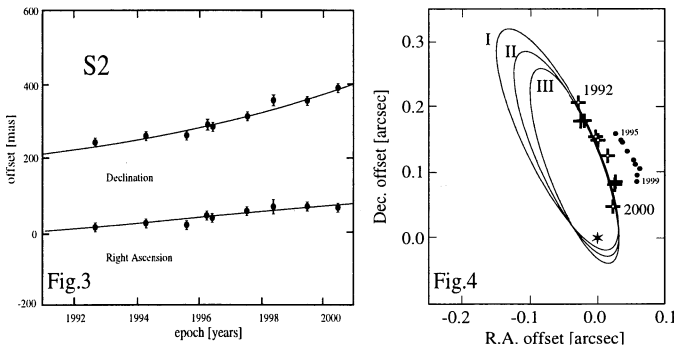 600
400
200
0
-200
offset [mas]
S2
Declination
Right Ascension
Fig.3
1992
1994
1996
1998
2000
epoch [years]
0.3
0.2
0.1
0.0
Dec. offset [arcsec]
I
II
III
1992
1995
1999
2000
Fig.4
-0.2
-0.1
0.0
0.1
R.A. offset [arcsec]